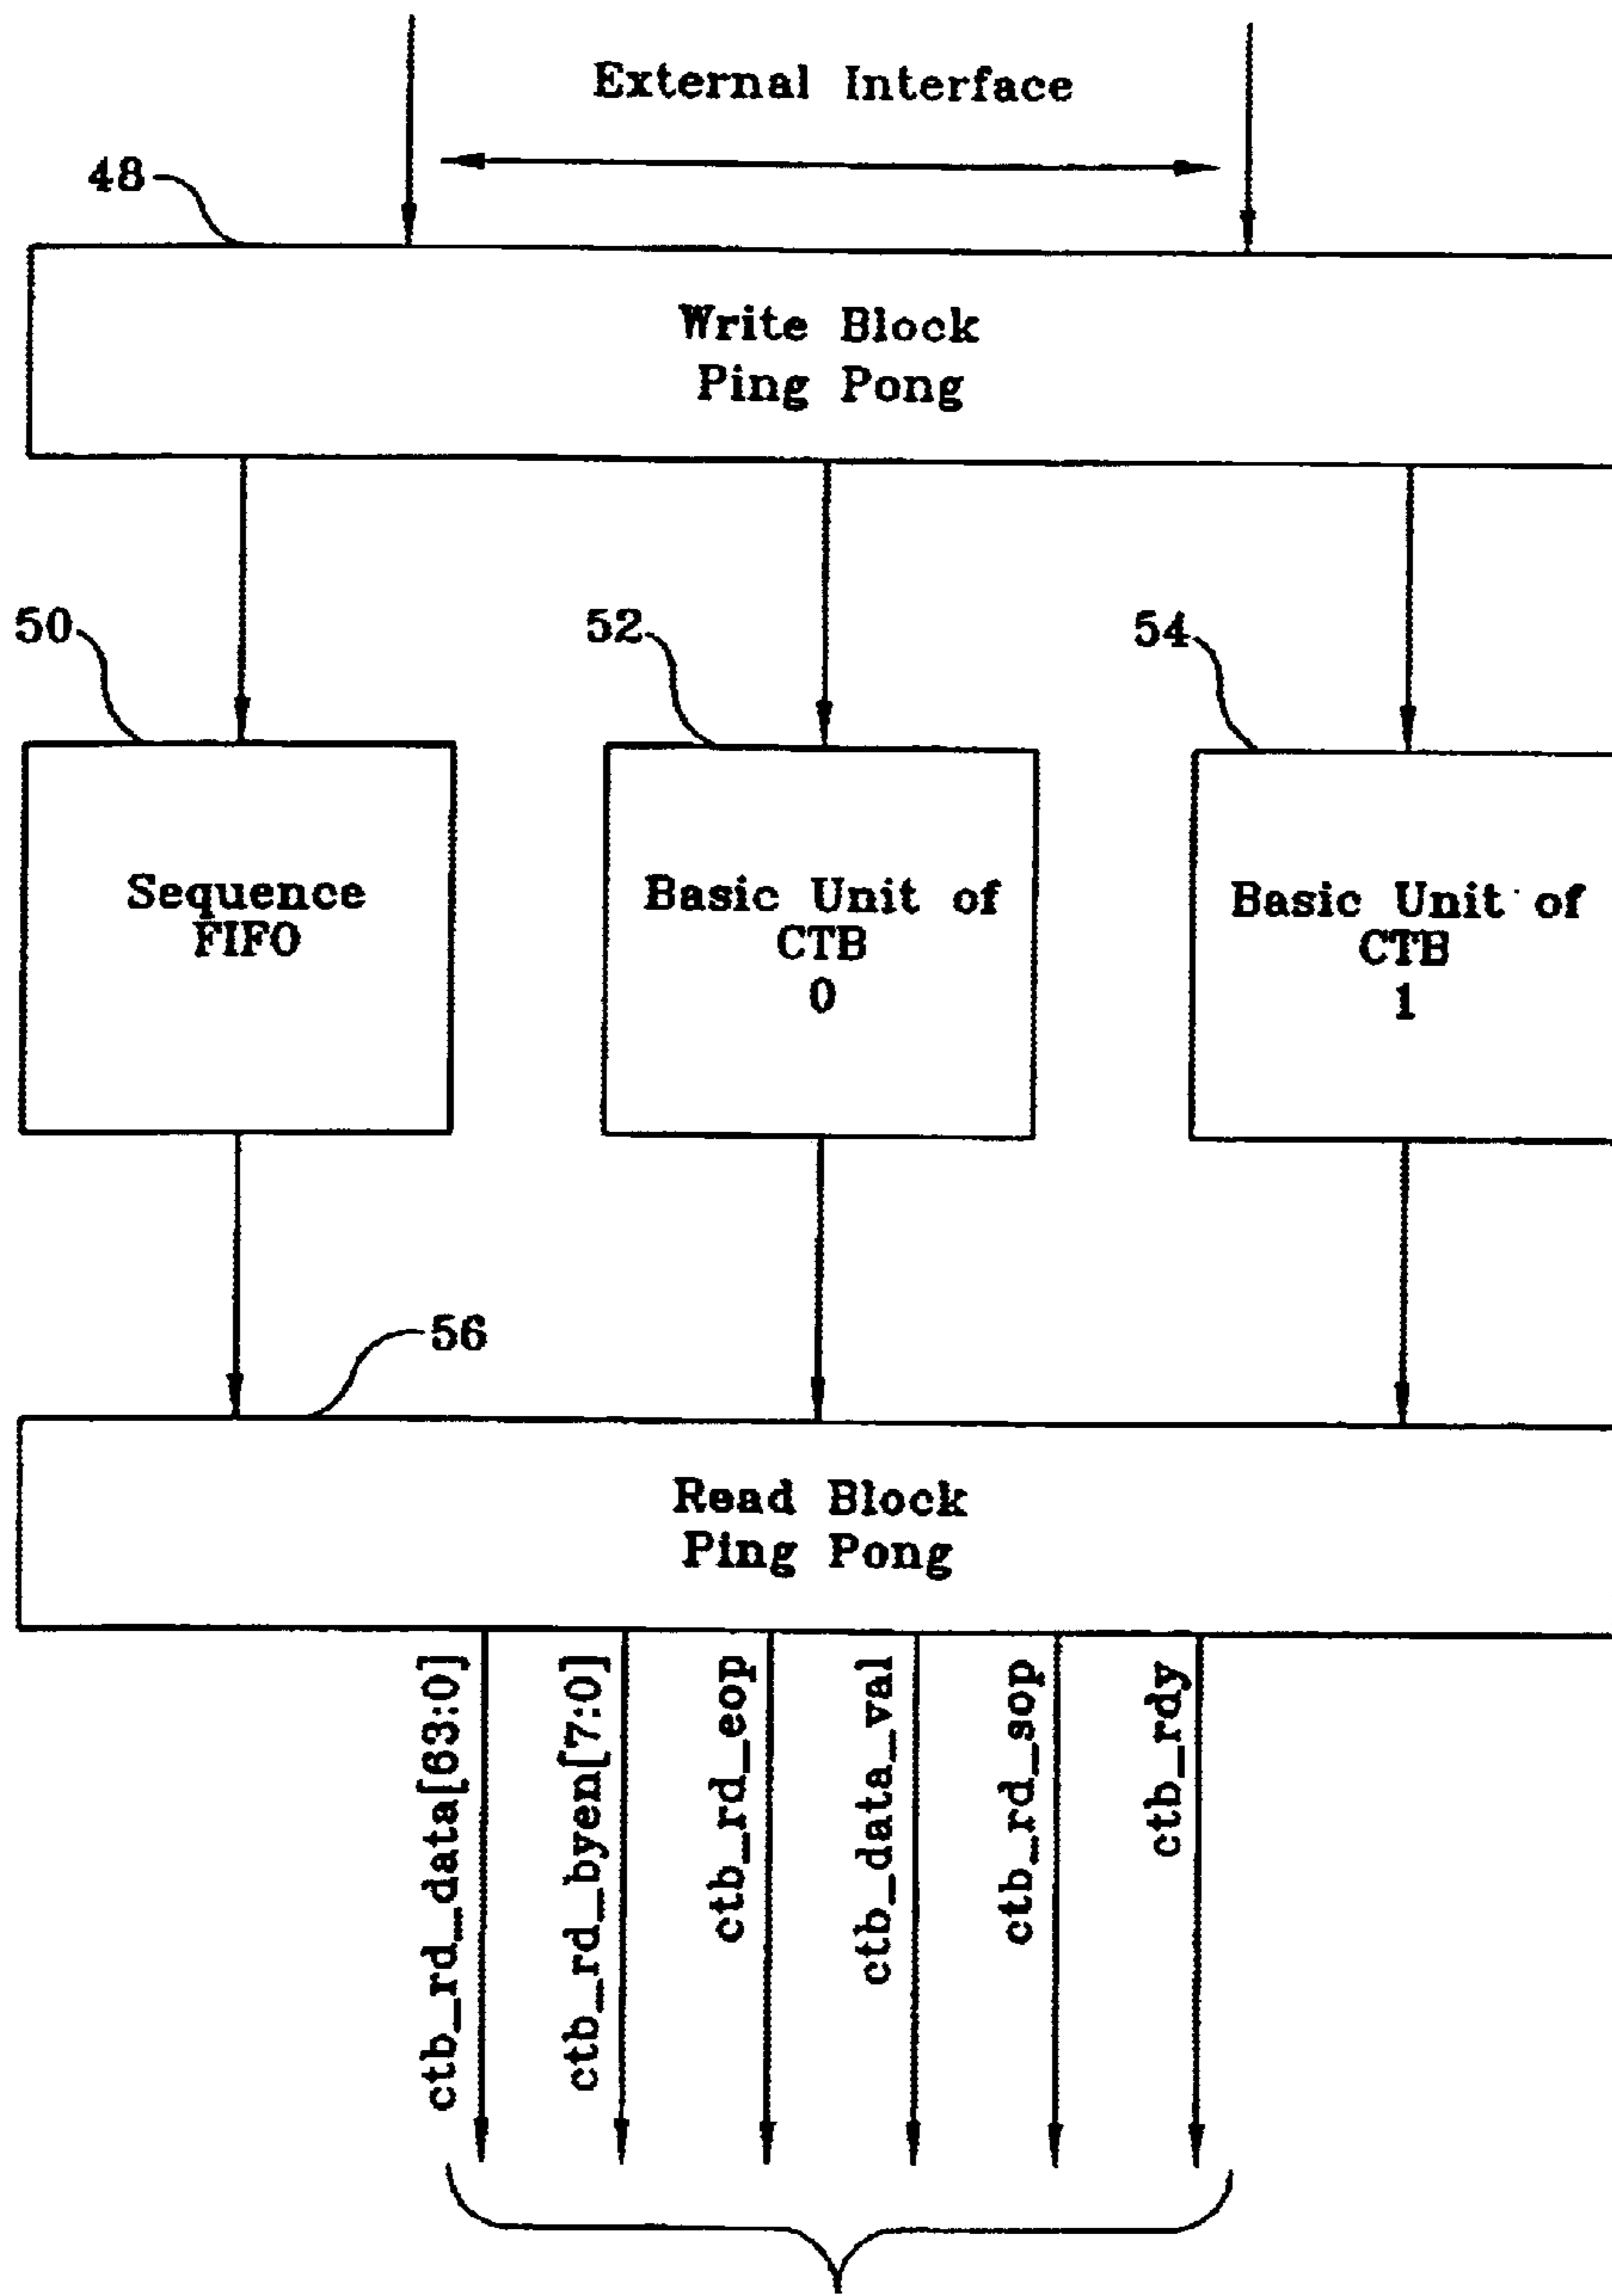 External Interface
48
Write Block
Ping Pong
50
52
54
Sequence
FIFO
Basic Unit of
CTB
0
Basic Unit of
CTB
1
56
Read Block
Ping Pong
ctb_rd_data[63:0]
ctb_rd_byen[7:0]
ctb_rd_eop
ctb_data_val
ctb_rd_sop
ctb_rdy